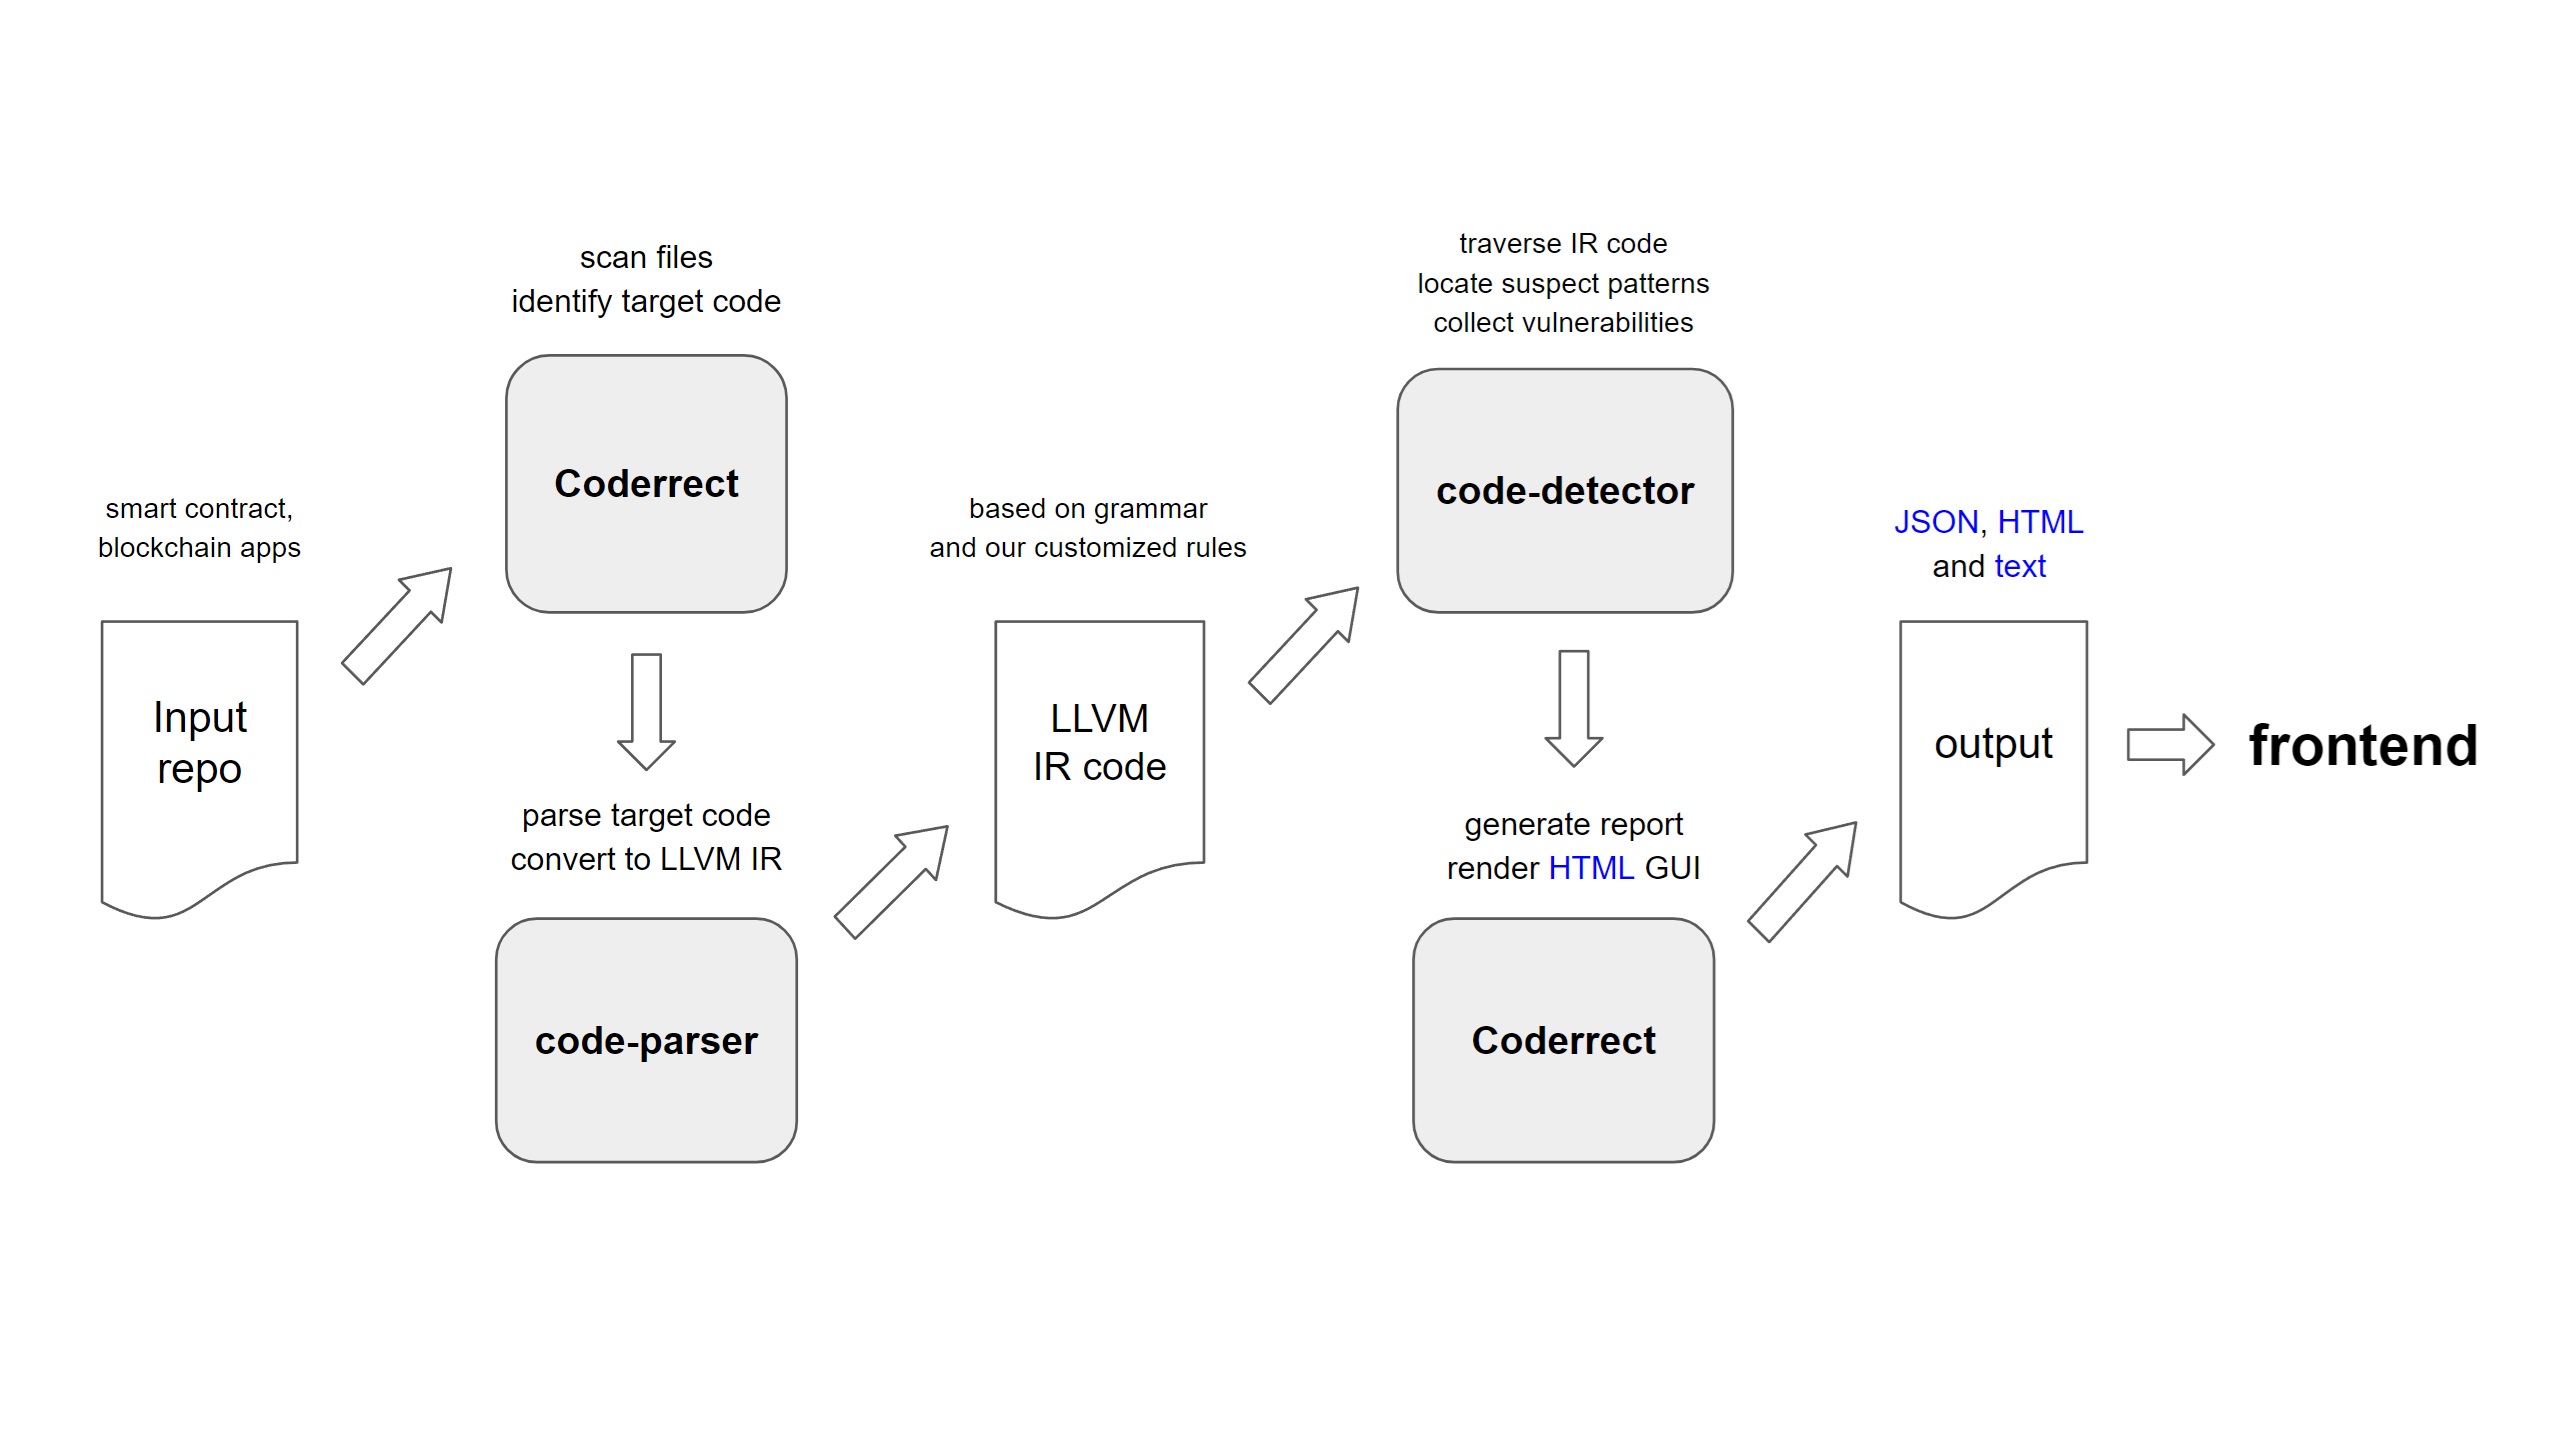 smart contract,
blockchain apps
Input
repo
scan files
identify target code
Coderrect
parse target code
convert to LLVM IR
code-parser
based on grammar
and our customized rules
LLVM
IR code
traverse IR code
locate suspect patterns
collect vulnerabilities
code-detector
generate report
render HTML GUI
Coderrect
JSON, HTML
and text
output
frontend